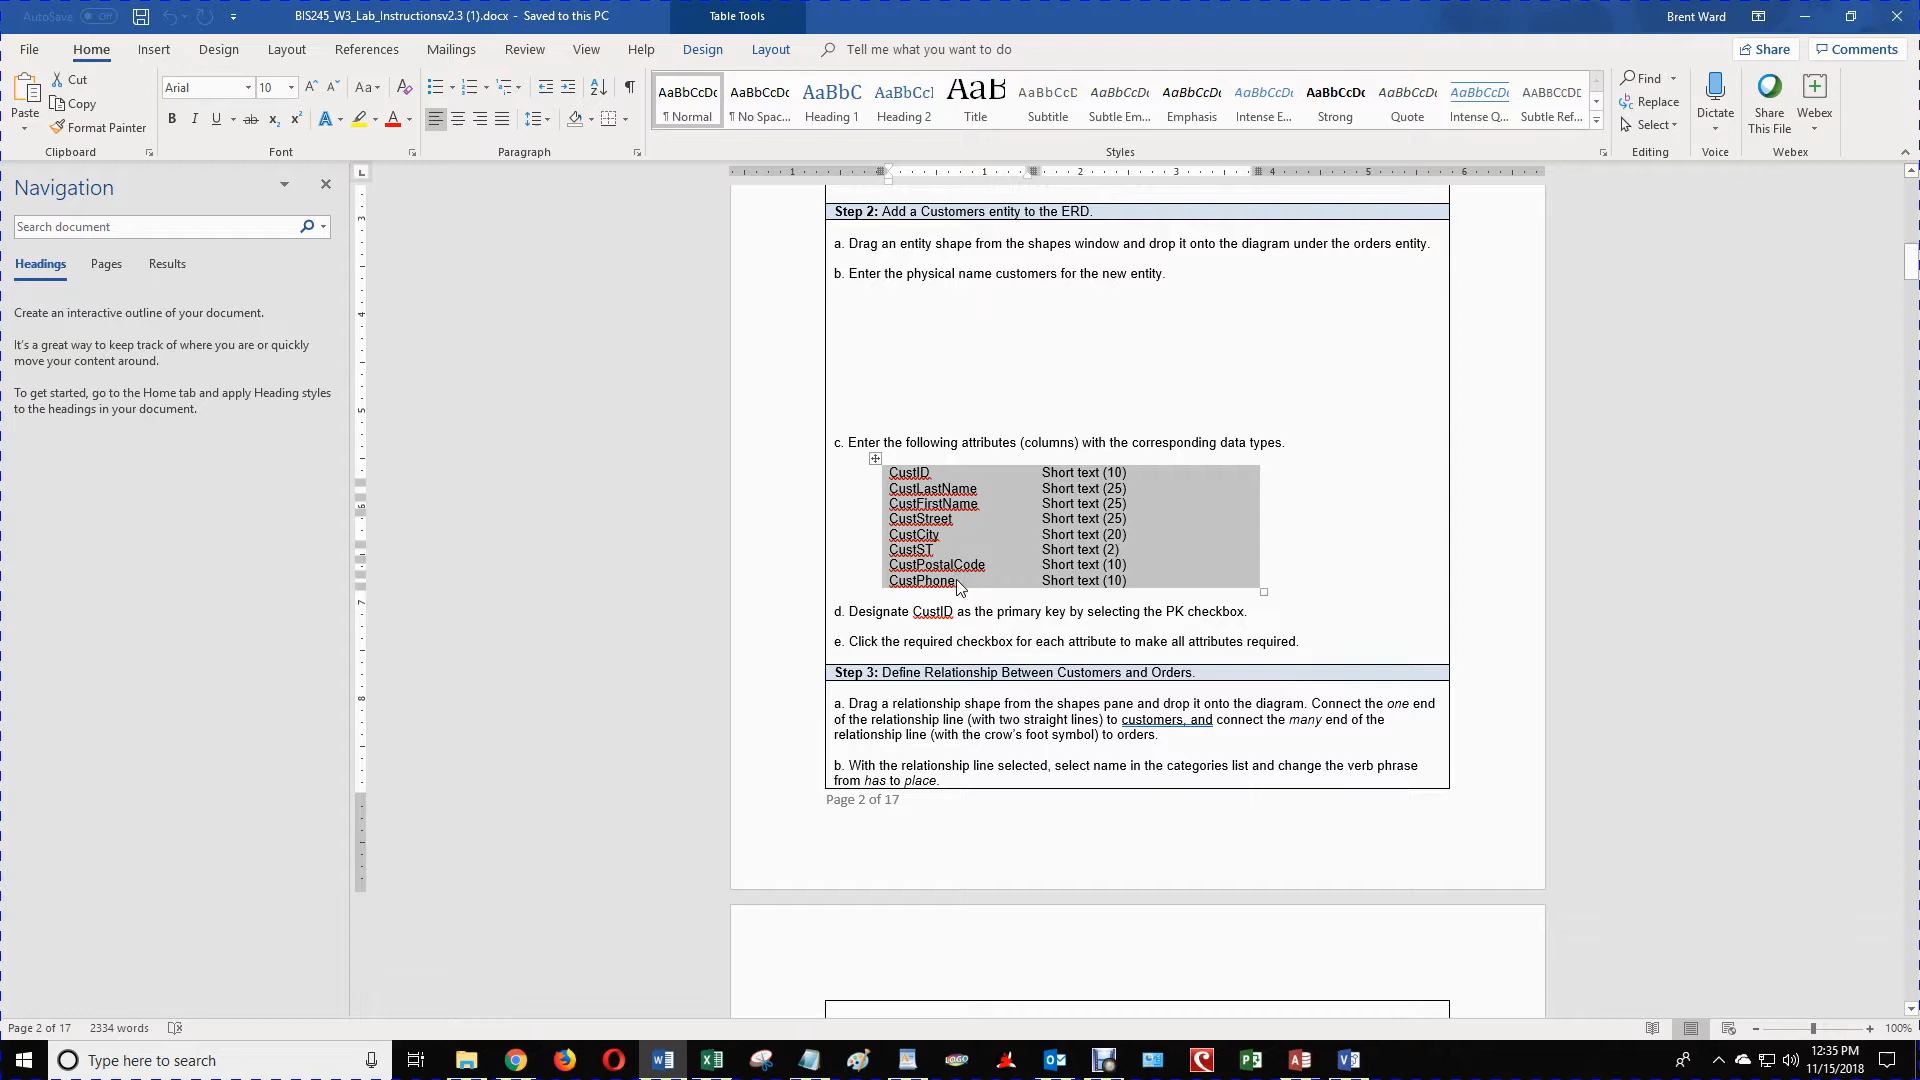 AutoSave Off
BIS245_W3_Lab_Instructionsv2.3 (1).docx - Saved to this PC
Table Tools
Brent Ward
File Home Insert Design Layout References Mailings Review View Help Design Layout Tell me what you want to do Share Comments
Paste Cut Copy Format Painter
Arial 10
AaBbCcDc AaBbCcDc AaBbC AaBbCcl AaB AaBbCcD AaBbCcDc AaBbCcDc AaBbCcDc AaBbCcDc AaBbCcDc AaBbCcDc AABBCCDE
¶ Normal ¶ No Spac... Heading 1 Heading 2 Title Subtitle Subtle Em... Emphasis Intense E... Strong Quote Intense Q... Subtle Ref...
Find Replace Select
Dictate
Share This File
Webex
Clipboard Font Paragraph Styles Editing Voice Webex
Navigation
Search document
Headings Pages Results
Create an interactive outline of your document.
It's a great way to keep track of where you are or quickly
move your content around.
To get started, go to the Home tab and apply Heading styles
to the headings in your document.
Step 2: Add a Customers entity to the ERD.
a. Drag an entity shape from the shapes window and drop it onto the diagram under the orders entity.
b. Enter the physical name customers for the new entity.
c. Enter the following attributes (columns) with the corresponding data types.
CustID Short text (10)
CustLastName Short text (25)
CustFirstName Short text (25)
CustStreet Short text (25)
CustCity Short text (20)
CustST Short text (2)
CustPostalCode Short text (10)
CustPhone Short text (10)
d. Designate CustID as the primary key by selecting the PK checkbox.
e. Click the required checkbox for each attribute to make all attributes required.
Step 3: Define Relationship Between Customers and Orders.
a. Drag a relationship shape from the shapes pane and drop it onto the diagram. Connect the one end
of the relationship line (with two straight lines) to customers, and connect the many end of the
relationship line (with the crow's foot symbol) to orders.
b. With the relationship line selected, select name in the categories list and change the verb phrase
from has to place.
Page 2 of 17
Page 2 of 17 2334 words 100%
Type here to search
12:35 PM
11/15/2018